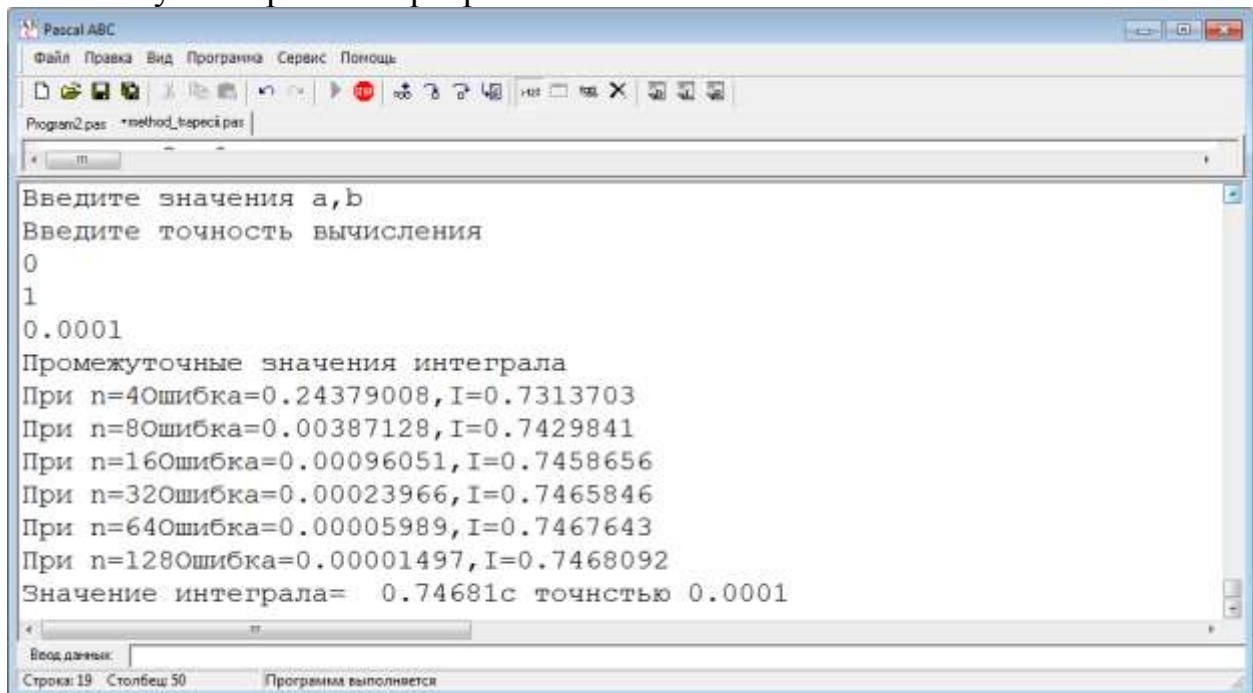 Pascal ABC
Файл Правка Вид Программа Сервис Помощь
Program2.pas •method_trapecii.pas
Введите значения a,b
Введите точность вычисления
0
1
0.0001
Промежуточные значения интеграла
При n=4Ошибка=0.24379008,I=0.7313703
При n=8Ошибка=0.00387128,I=0.7429841
При n=16Ошибка=0.00096051,I=0.7458656
При n=32Ошибка=0.00023966,I=0.7465846
При n=64Ошибка=0.00005989,I=0.7467643
При n=128Ошибка=0.00001497,I=0.7468092
Значение интеграла=  0.74681с точнстью 0.0001
Ввод данных:
Строка: 19 Столбец: 50 Программа выполняется